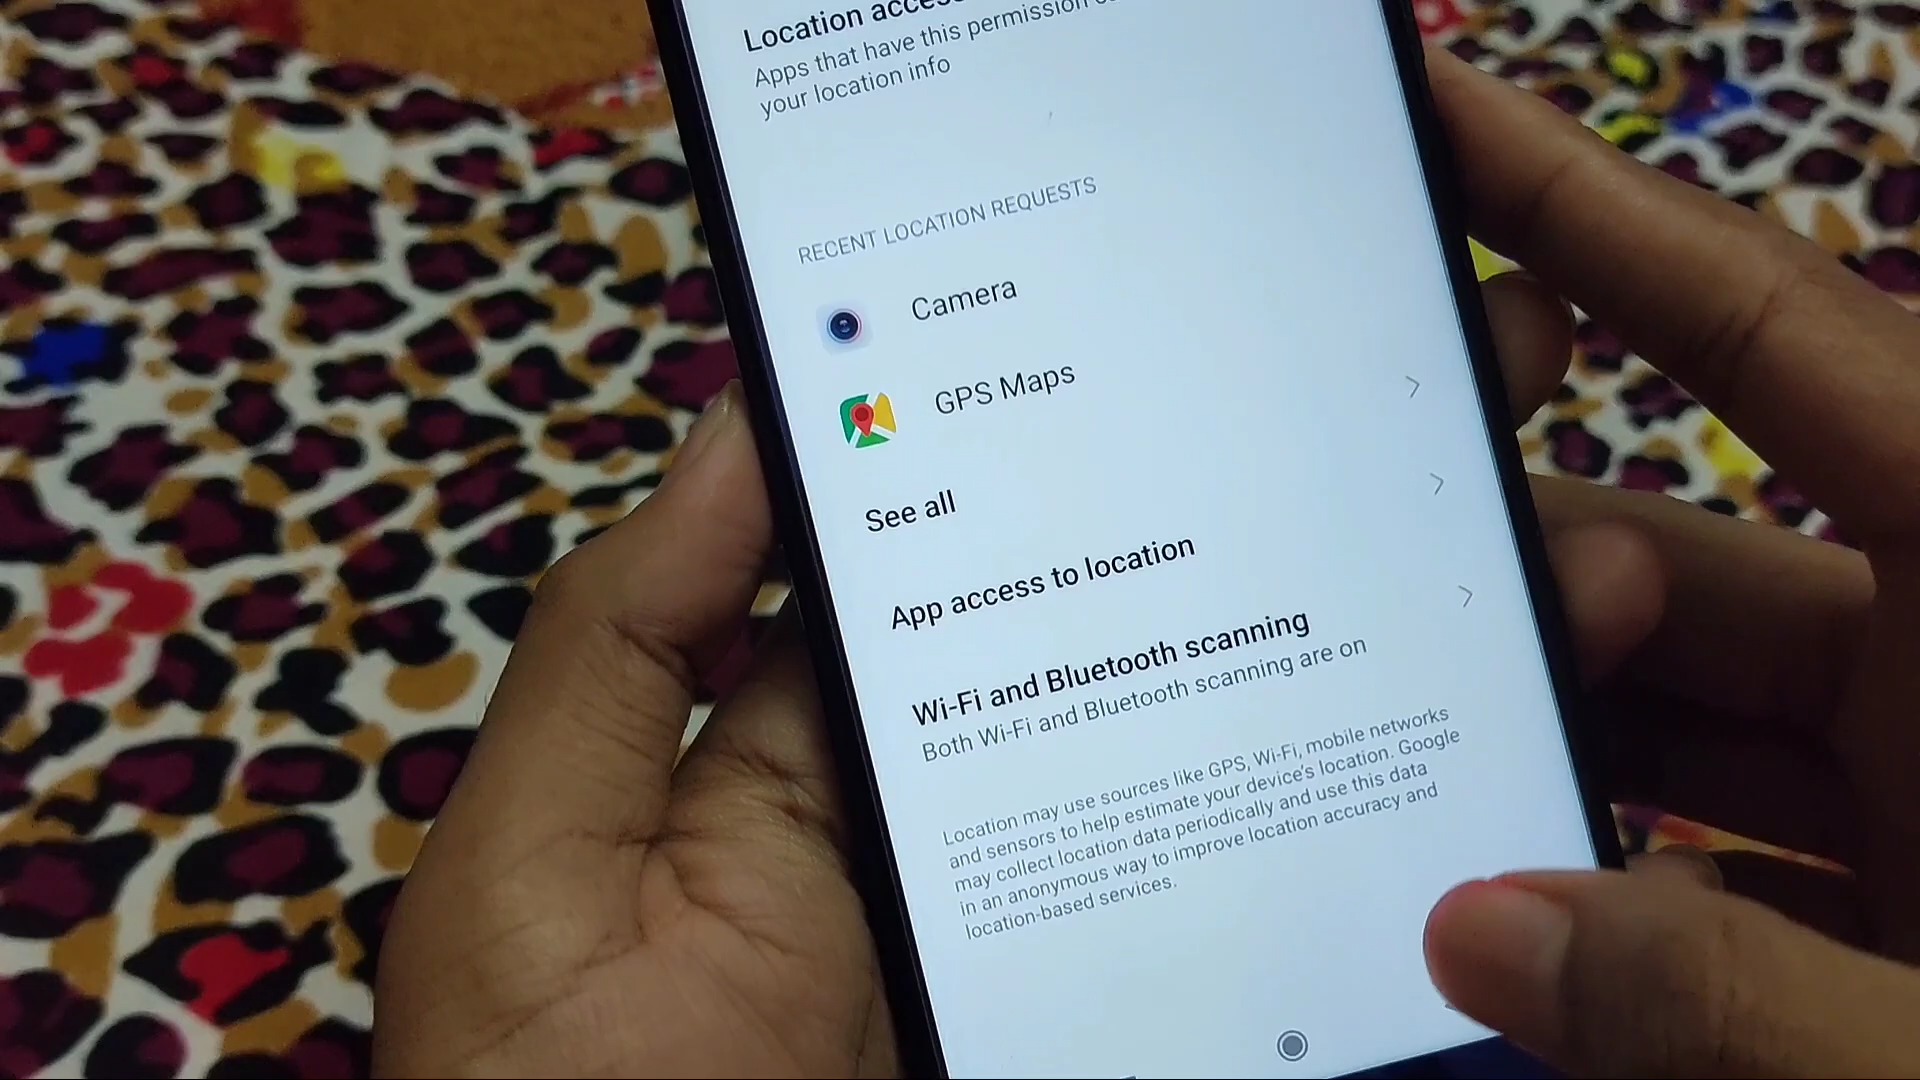 Location access
Apps that have this permission
your location info
RECENT LOCATION REQUESTS
Camera
GPS Maps
See all
App access to location
Wi-Fi and Bluetooth scanning
Both Wi-Fi and Bluetooth scanning are on
Location may use sources like GPS, Wi-Fi, mobile networks
and sensors to help estimate your device's location. Google
may collect location data periodically and use this data
in an anonymous way to improve location accuracy and
location-based services.